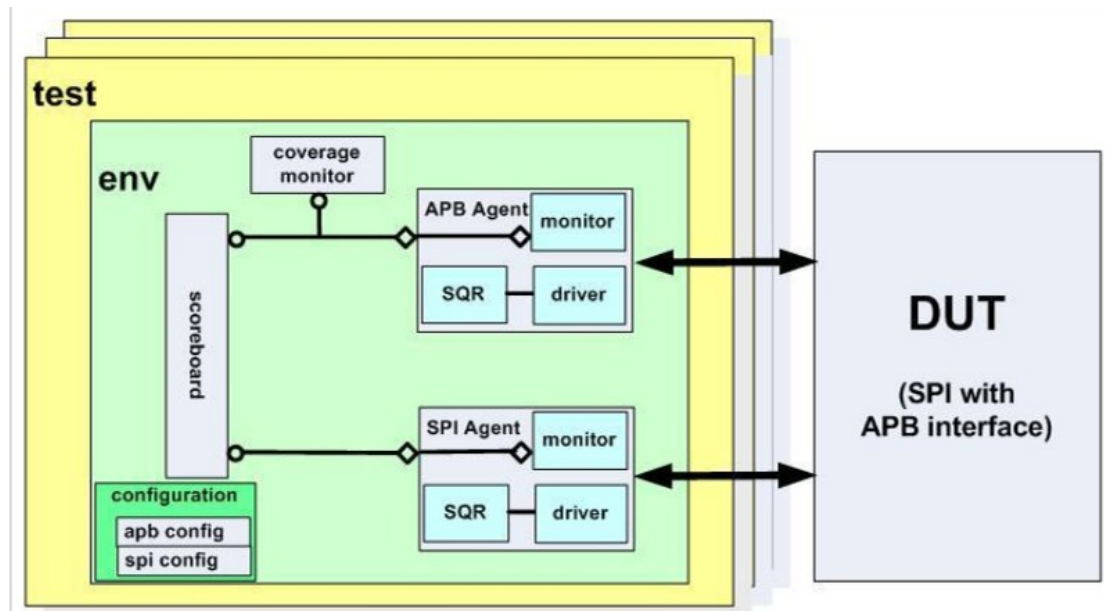 test
env
coverage
monitor
APB Agent
monitor
SQR
driver
scoreboard
SPI Agent
monitor
SQR
driver
configuration
apb config
spi config
DUT
(SPI with
APB interface)